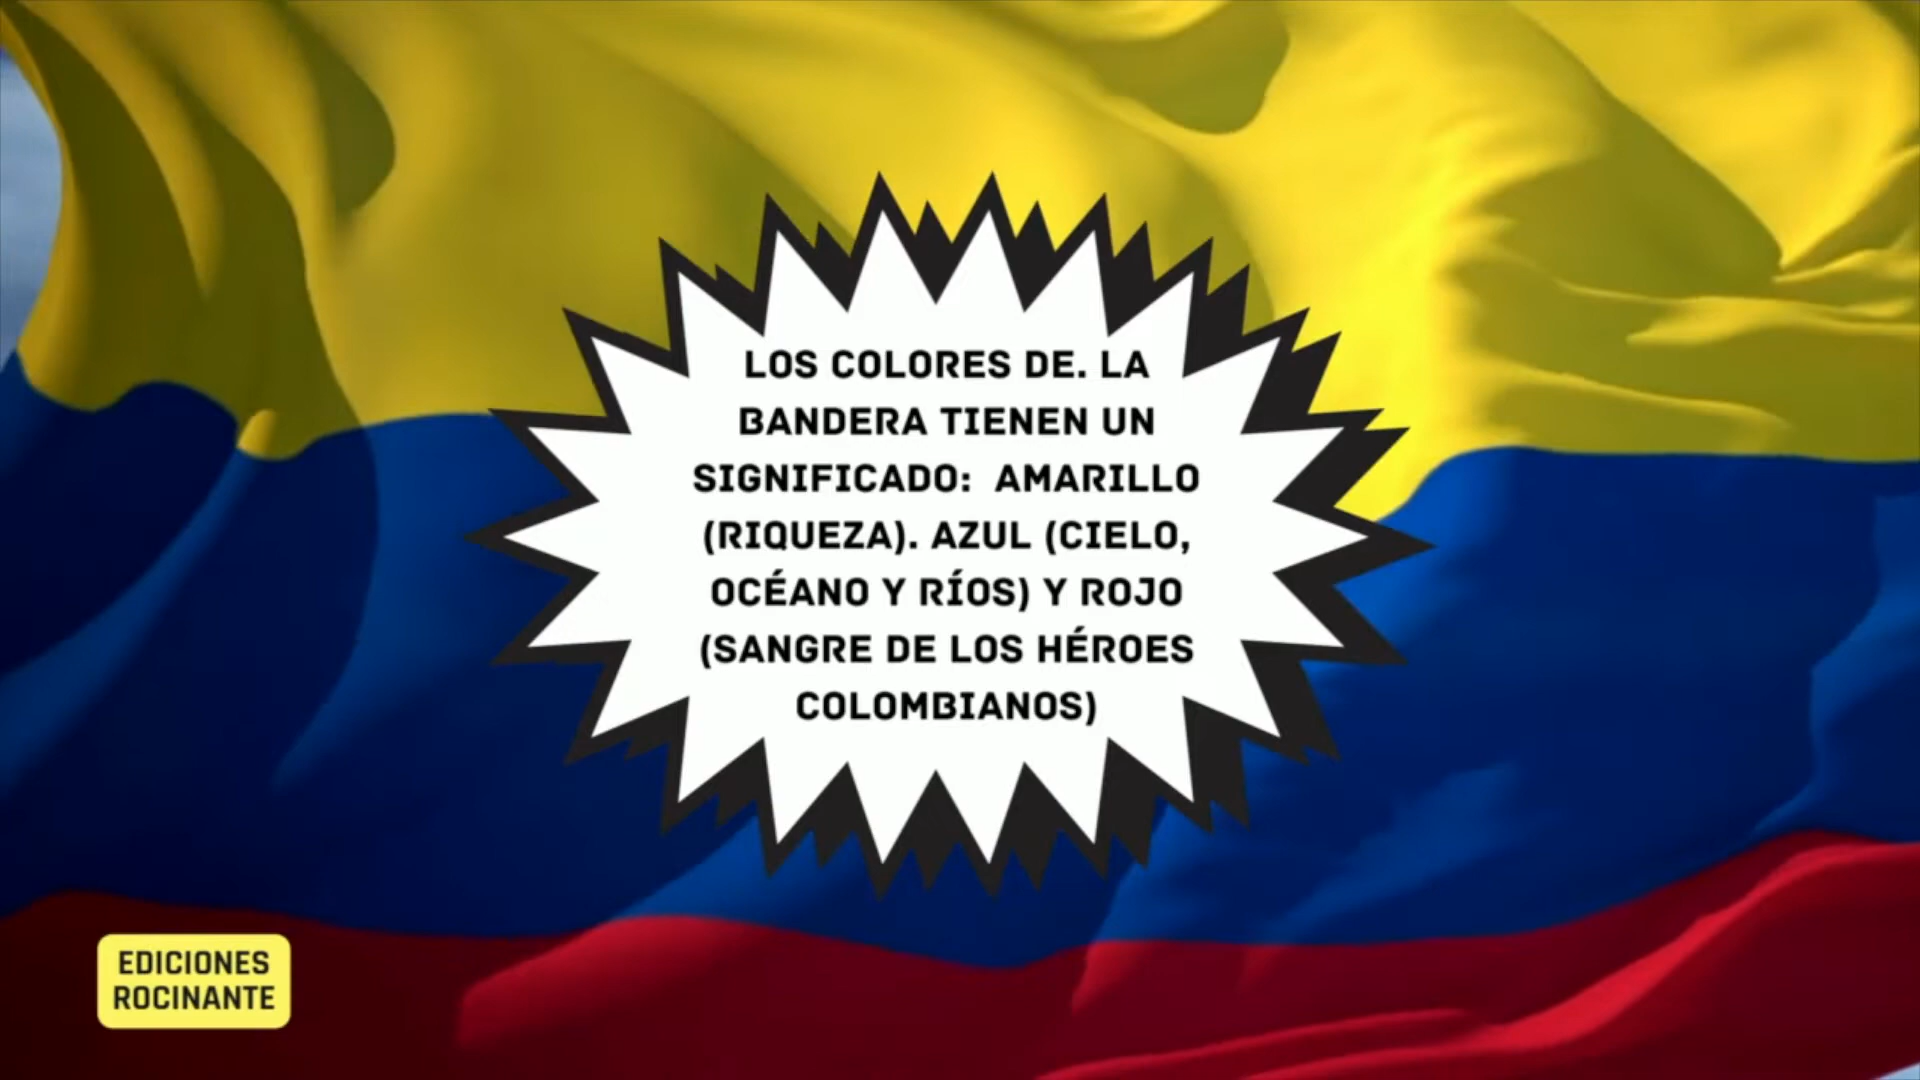 LOS COLORES DE. LA
BANDERA TIENEN UN
SIGNIFICADO: AMARILLO
(RIQUEZA). AZUL (CIELO,
OCÉANO Y RÍOS) Y ROJO
(SANGRE DE LOS HÉROES
COLOMBIANOS)
EDICIONES
ROCINANTE